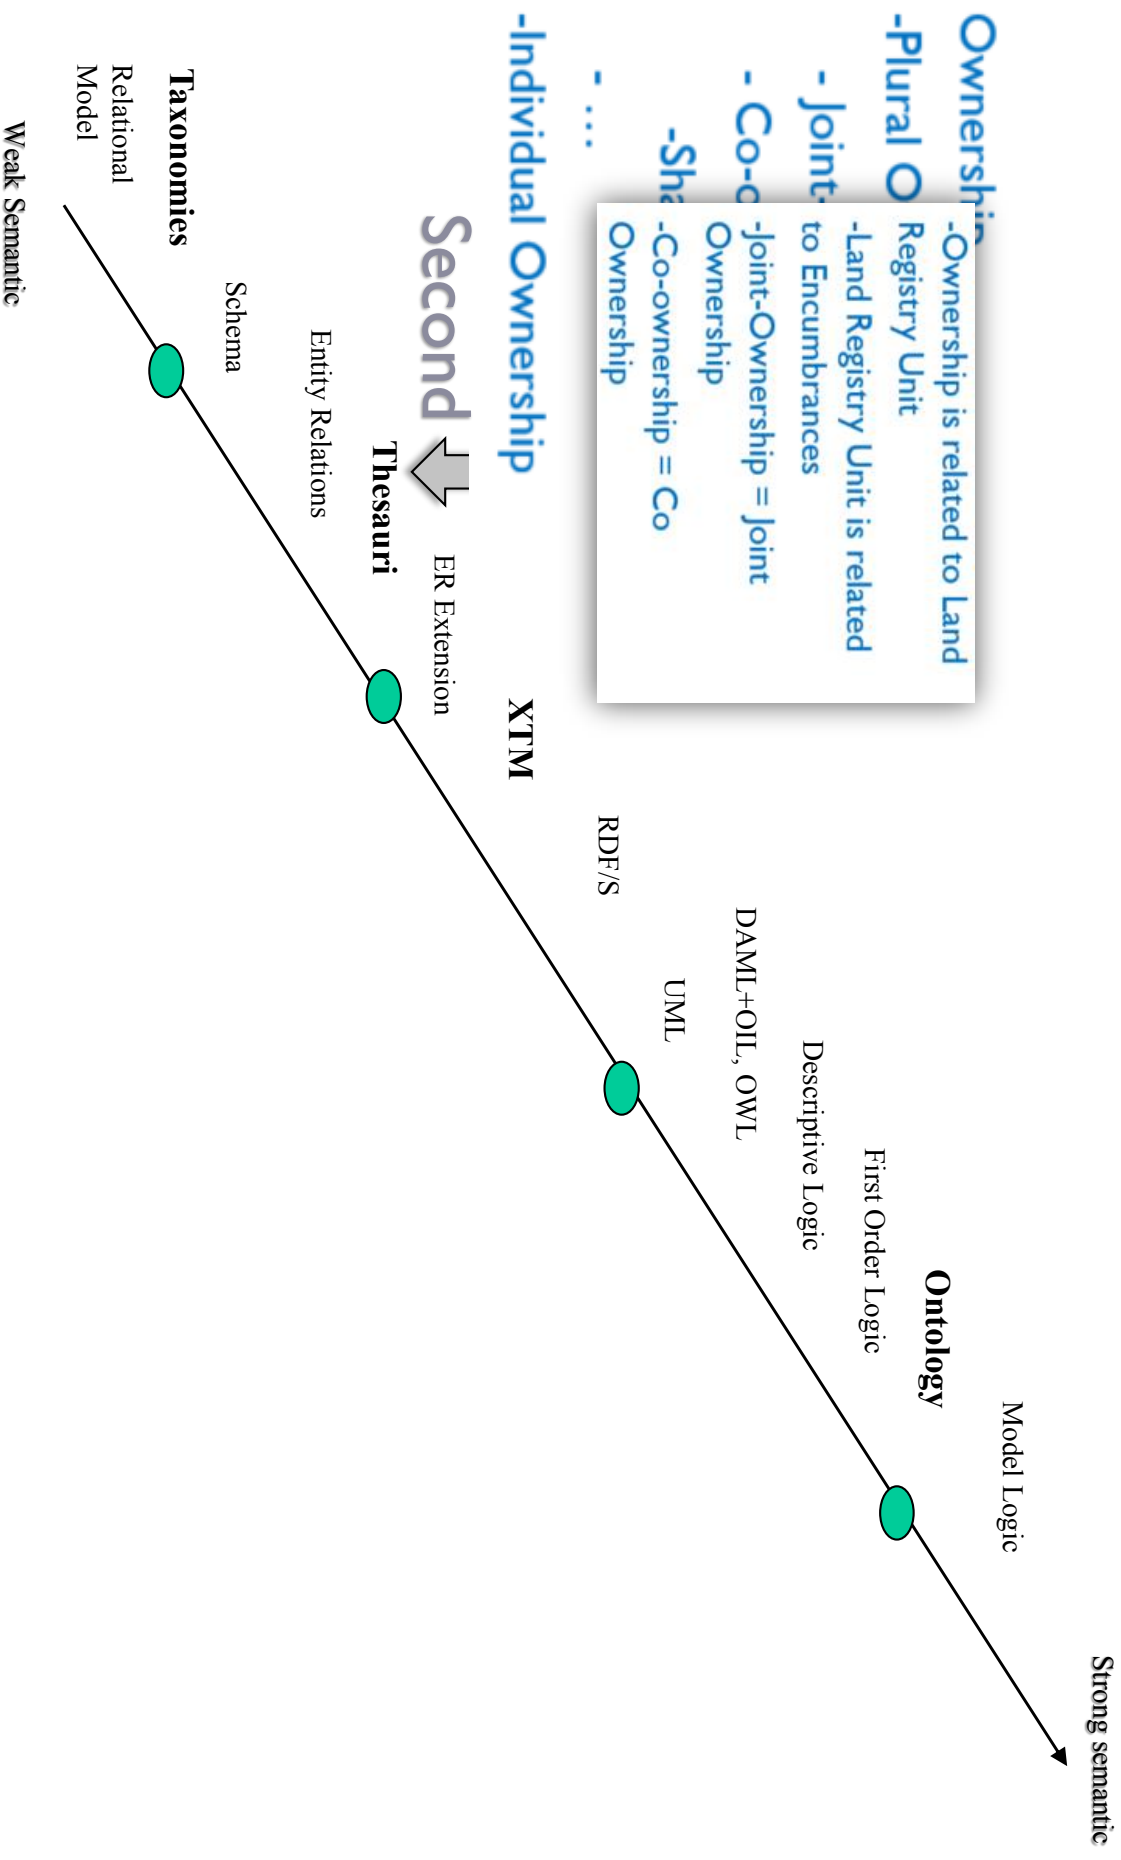 Ownership
-Plural O
- Joint-
- Co-o
-Sha
- ...
-Individual Ownership
-Ownership is related to Land
Registry Unit
-Land Registry Unit is related
to Encumbrances
-Joint-Ownership = Joint
Ownership
-Co-ownership = Co
Ownership
Second
Strong semantic
Model Logic
Ontology
First Order Logic
Descriptive Logic
DAML+OIL, OWL
UML
RDF/S
XTM
ER Extension
Thesauri
Entity Relations
Schema
Taxonomies
Relational
Model
Weak Semantic